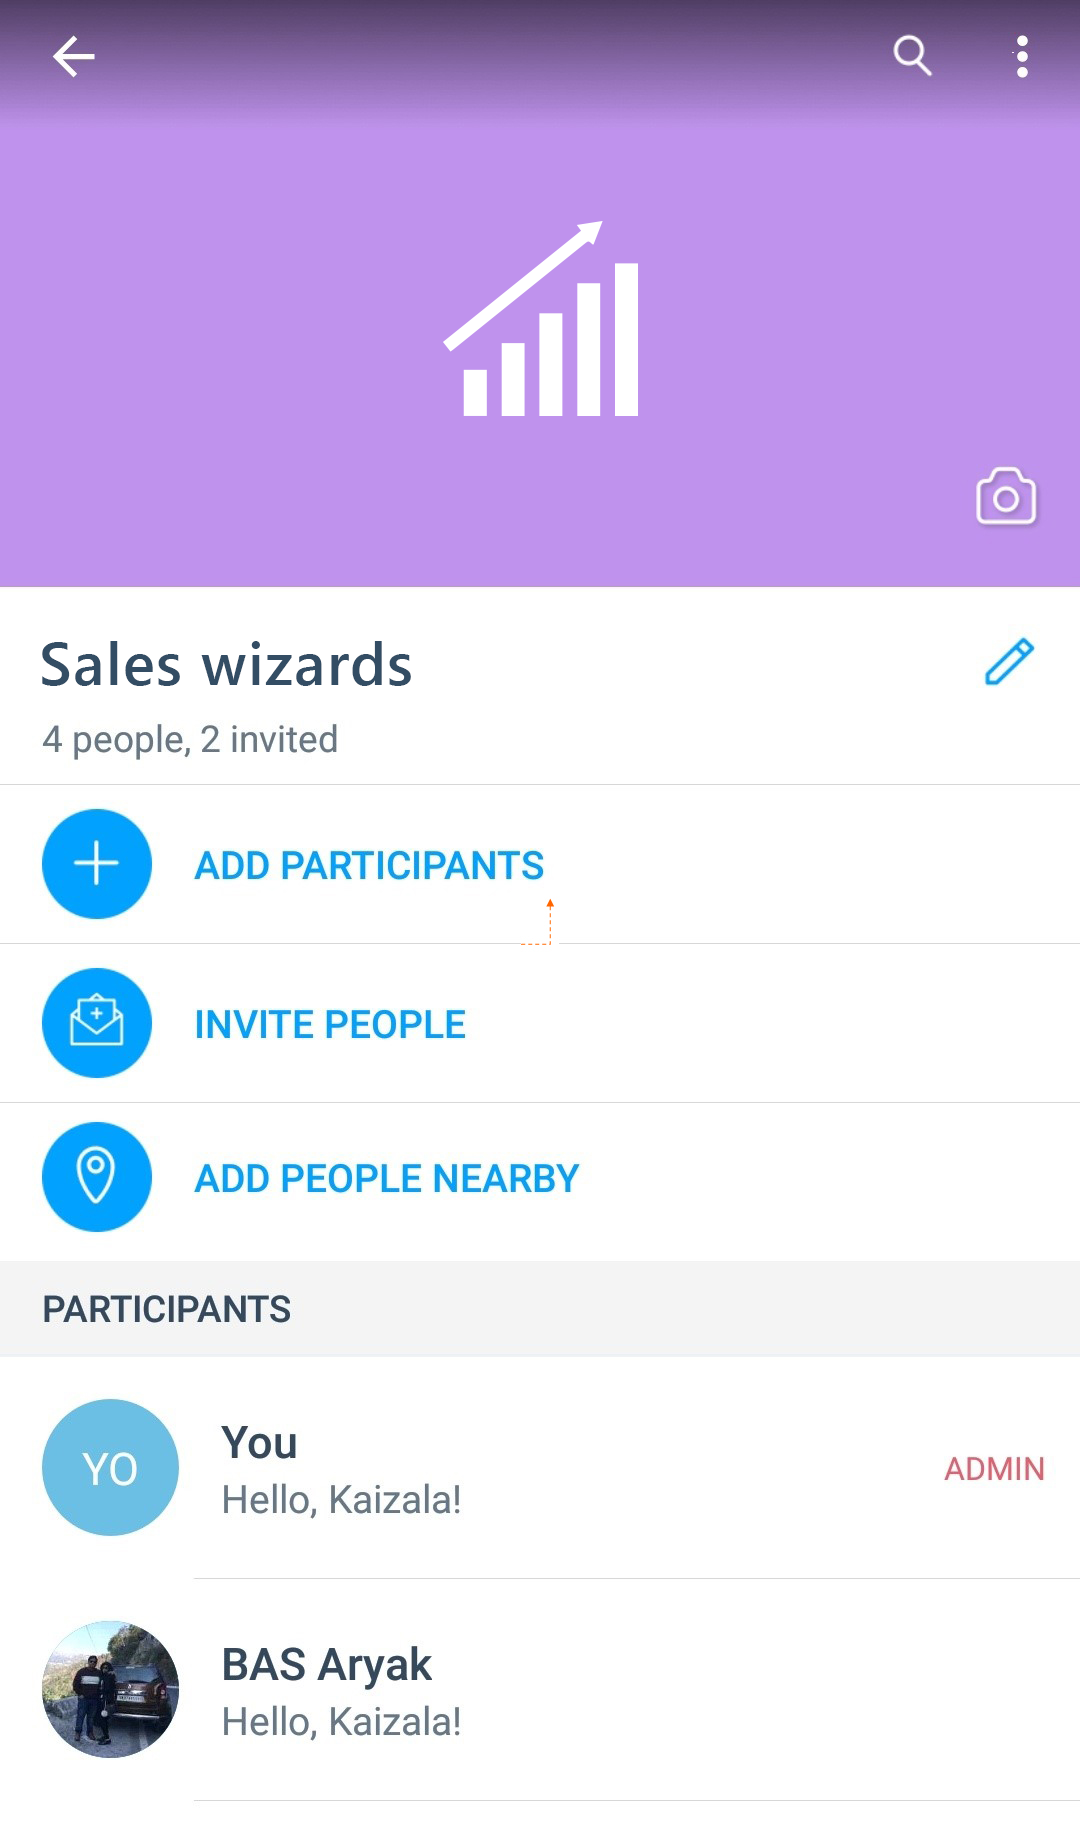 Sales wizards
4 people, 2 invited
ADD PARTICIPANTS
INVITE PEOPLE
ADD PEOPLE NEARBY
PARTICIPANTS
YO
You
Hello, Kaizala!
ADMIN
BAS Aryak
Hello, Kaizala!